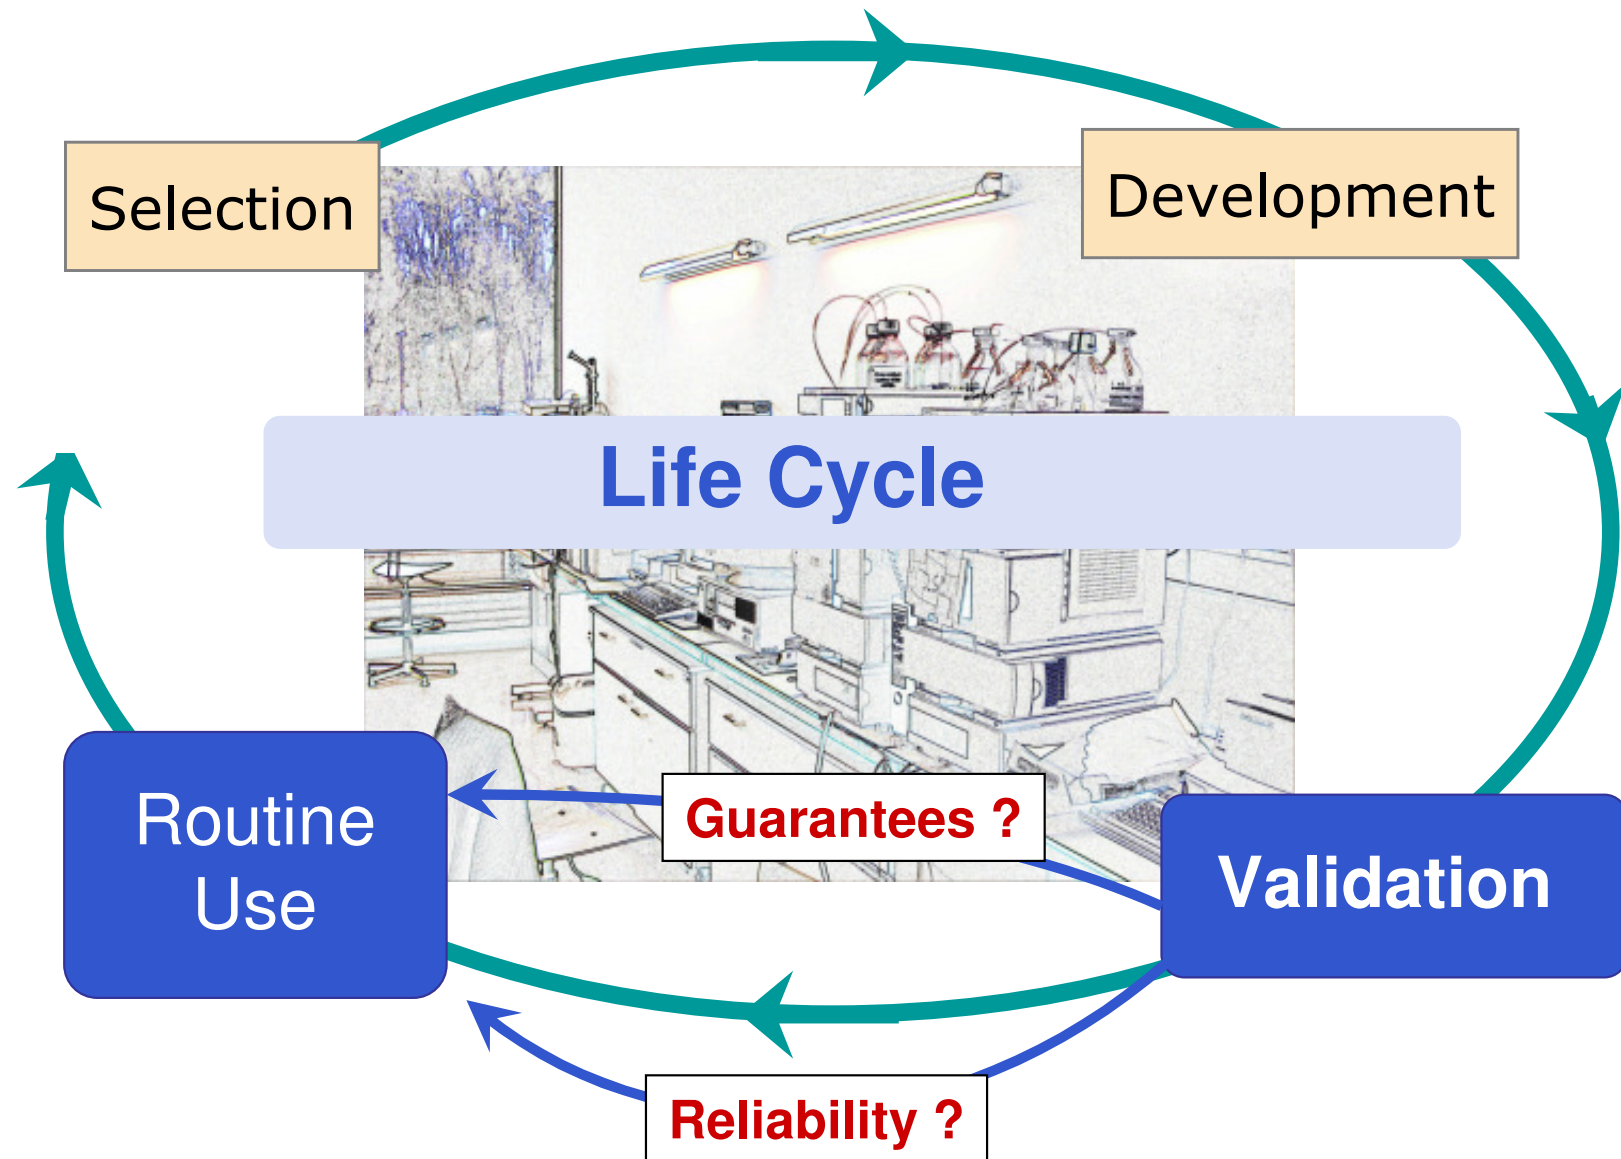 Selection
Development
Life Cycle
Routine
Use
Guarantees ?
Validation
Reliability ?